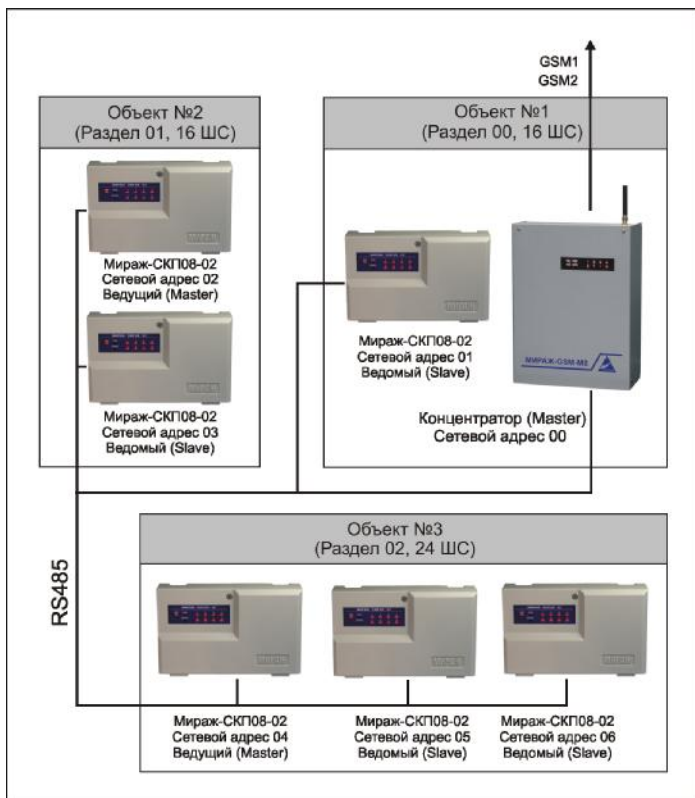 GSM1
GSM2
Объект №2
(Раздел 01, 16 ШС)
Мираж-СКП08-02
Сетевой адрес 02
Ведущий (Master)
Мираж-СКП08-02
Сетевой адрес 03
Ведомый (Slave)
Объект №1
(Раздел 00, 16 ШС)
Мираж-СКП08-02
Сетевой адрес 01
Ведомый (Slave)
МИРАЖ-GSM-M2
Концентратор (Master)
Сетевой адрес 00
RS485
Объект №3
(Раздел 02, 24 ШС)
Мираж-СКП08-02
Сетевой адрес 04
Ведущий (Master)
Мираж-СКП08-02
Сетевой адрес 05
Ведомый (Slave)
Мираж-СКП08-02
Сетевой адрес 06
Ведомый (Slave)